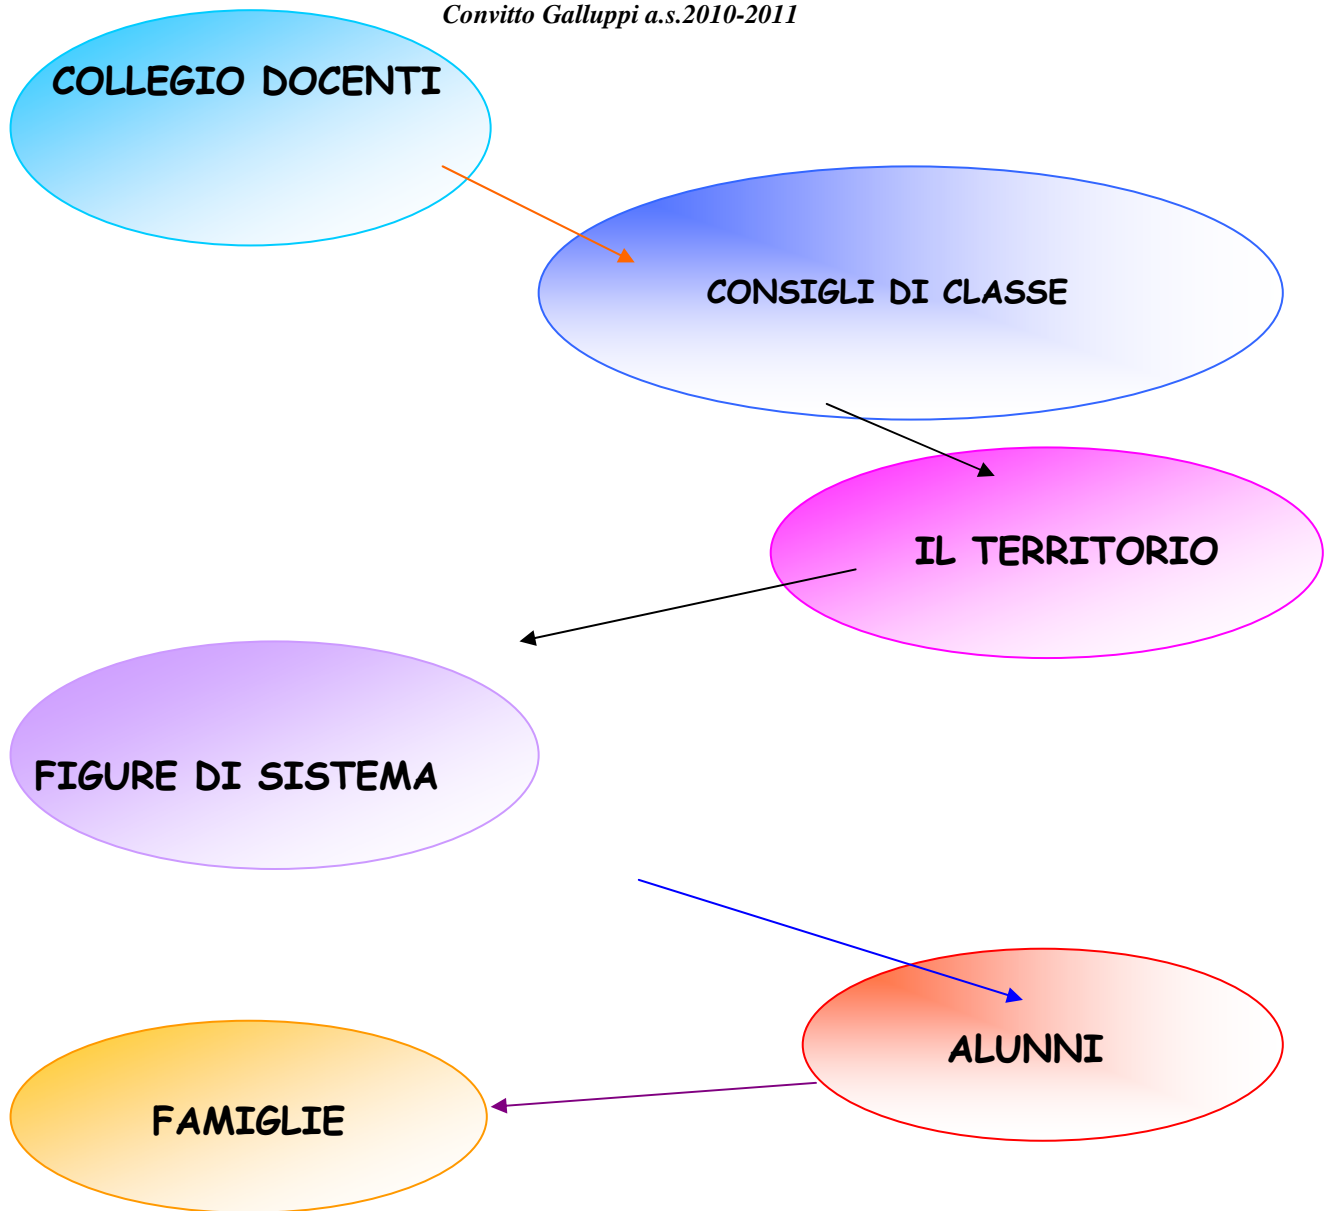 Convitto Galluppi a.s.2010-2011
COLLEGIO DOCENTI
CONSIGLI DI CLASSE
IL TERRITORIO
FIGURE DI SISTEMA
ALUNNI
FAMIGLIE